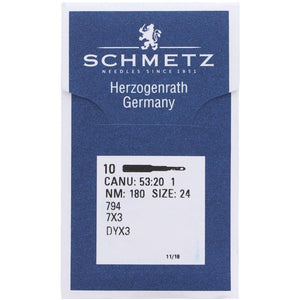 SCHMETZ
NEEDLES SINCE 1851
Herzogenrath
Germany
10
CANU: 53:20 1
NM: 180 SIZE: 24
794
7X3
DYX3
11/18